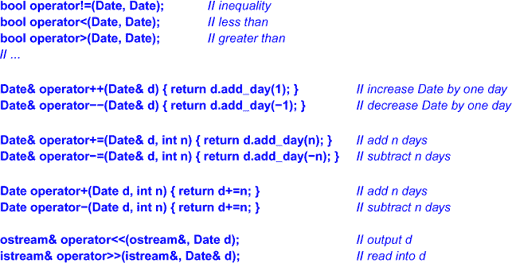 bool operator!=(Date, Date); // inequality
bool operator<(Date, Date); // less than
bool operator>(Date, Date); // greater than
// ...
Date& operator++(Date& d) { return d.add_day(1); } // increase Date by one day
Date& operator−−(Date& d) { return d.add_day(−1); } // decrease Date by one day
Date& operator+=(Date& d, int n) { return d.add_day(n); } // add n days
Date& operator−=(Date& d, int n) { return d.add_day(−n); } // subtract n days
Date operator+(Date d, int n) { return d+=n; } // add n days
Date operator−(Date d, int n) { return d+=n; } // subtract n days
ostream& operator<<(ostream&, Date d); // output d
istream& operator>>(istream&, Date& d); // read into d